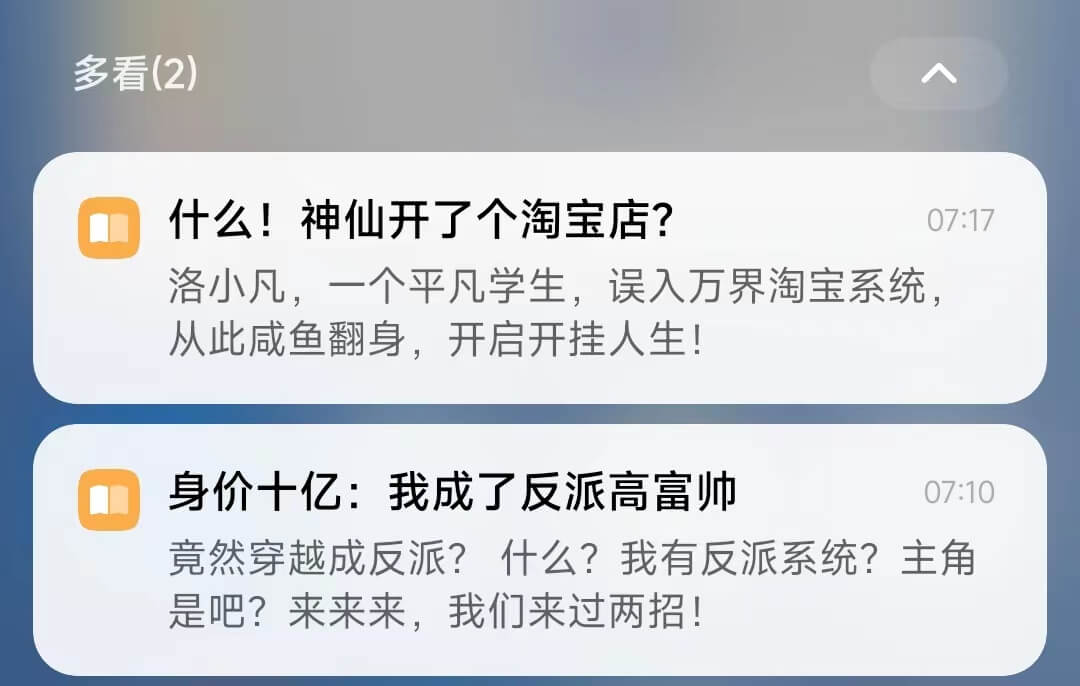 多看(2)
什么！神仙开了个淘宝店？ 07:17
洛小凡，一个平凡学生，误入万界淘宝系统，
从此咸鱼翻身，开启开挂人生！
身价十亿：我成了反派高富帅 07:10
竟然穿越成反派？ 什么？我有反派系统？主角
是吧？来来来，我们来过两招！